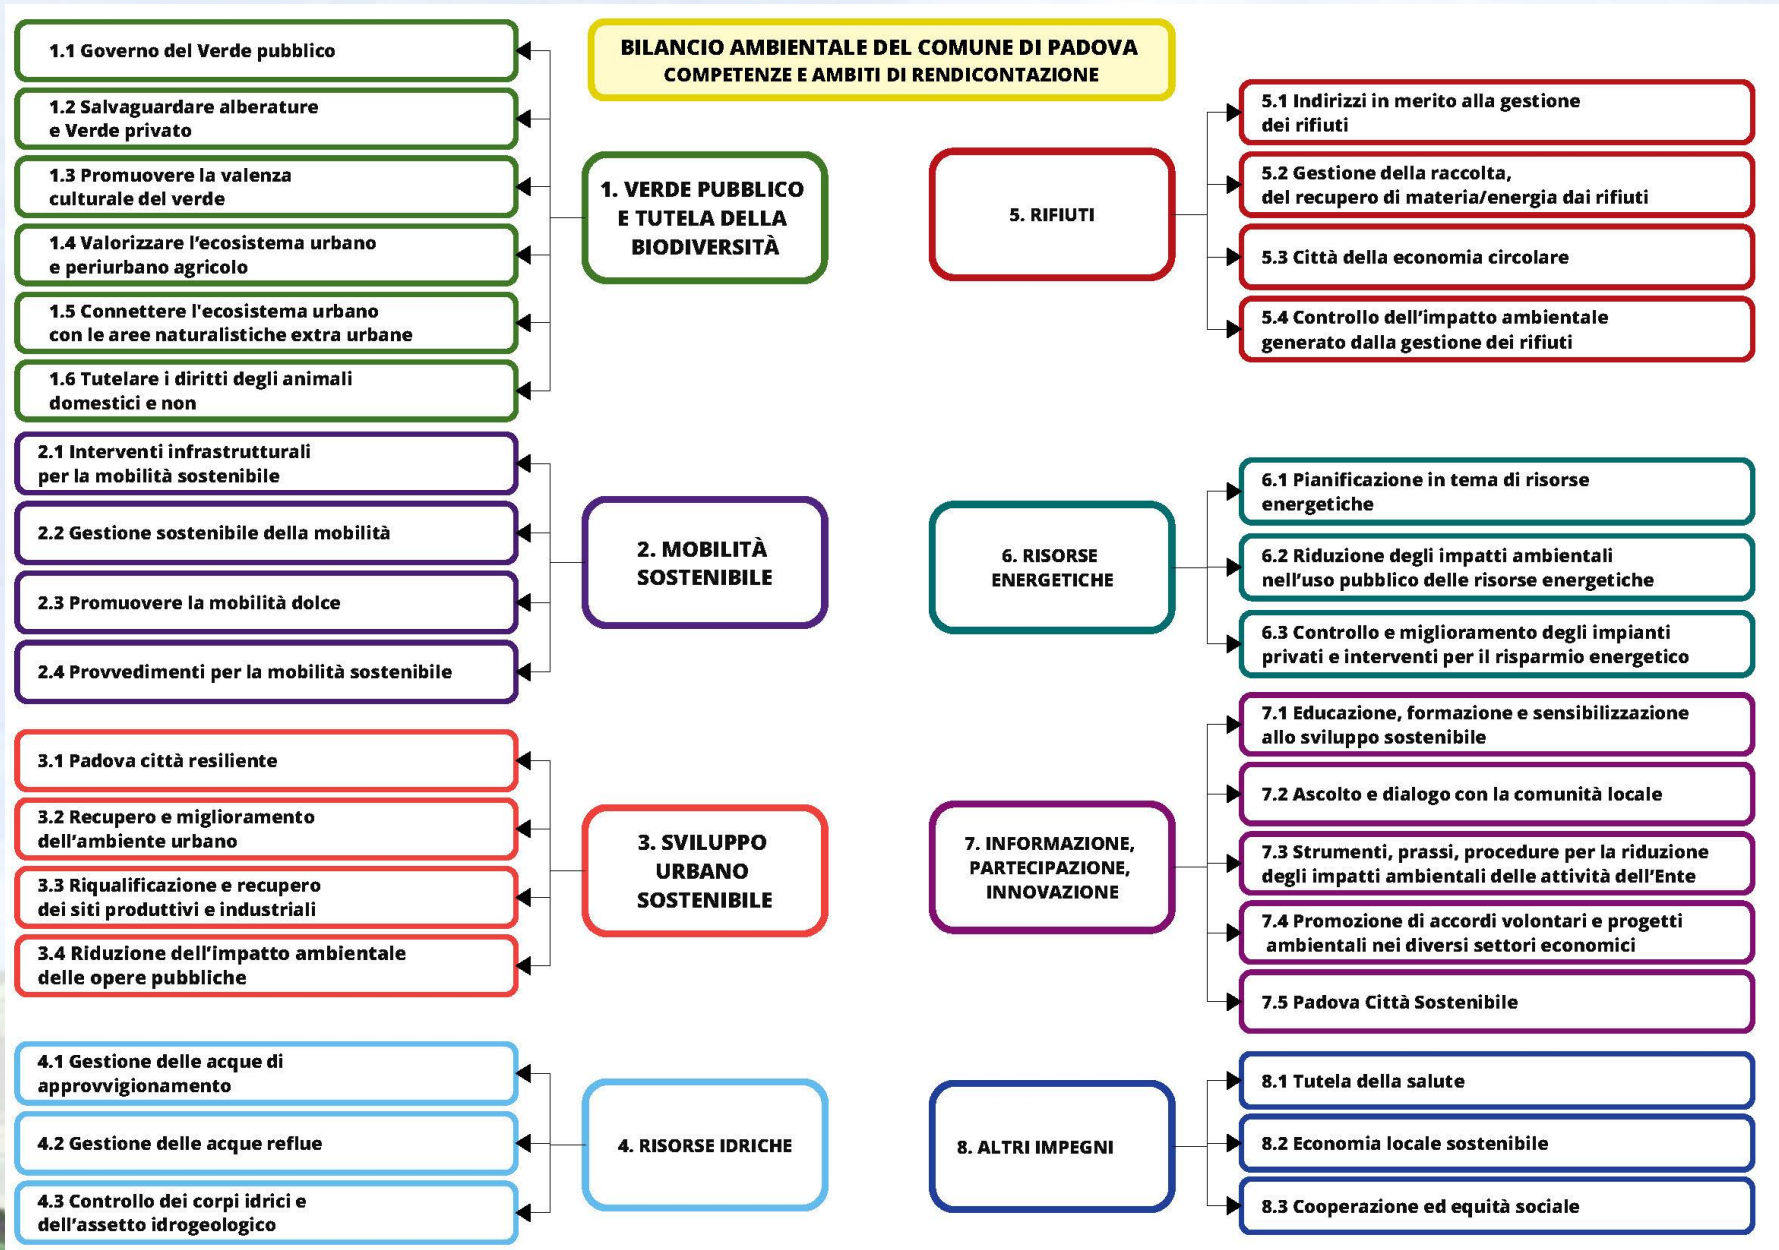 BILANCIO AMBIENTALE DEL COMUNE DI PADOVA
COMPETENZE E AMBITI DI RENDICONTAZIONE
1. VERDE PUBBLICO
E TUTELA DELLA
BIODIVERSITÀ
1.1 Governo del Verde pubblico
1.2 Salvaguardare alberature
e Verde privato
1.3 Promuovere la valenza
culturale del verde
1.4 Valorizzare l’ecosistema urbano
e periurbano agricolo
1.5 Connettere l'ecosistema urbano
con le aree naturalistiche extra urbane
1.6 Tutelare i diritti degli animali
domestici e non
2. MOBILITÀ
SOSTENIBILE
2.1 Interventi infrastrutturali
per la mobilità sostenibile
2.2 Gestione sostenibile della mobilità
2.3 Promuovere la mobilità dolce
2.4 Provvedimenti per la mobilità sostenibile
3. SVILUPPO
URBANO
SOSTENIBILE
3.1 Padova città resiliente
3.2 Recupero e miglioramento
dell’ambiente urbano
3.3 Riqualificazione e recupero
dei siti produttivi e industriali
3.4 Riduzione dell’impatto ambientale
delle opere pubbliche
4. RISORSE IDRICHE
4.1 Gestione delle acque di
approvvigionamento
4.2 Gestione delle acque reflue
4.3 Controllo dei corpi idrici e
dell’assetto idrogeologico
5. RIFIUTI
5.1 Indirizzi in merito alla gestione
dei rifiuti
5.2 Gestione della raccolta,
del recupero di materia/energia dai rifiuti
5.3 Città della economia circolare
5.4 Controllo dell’impatto ambientale
generato dalla gestione dei rifiuti
6. RISORSE
ENERGETICHE
6.1 Pianificazione in tema di risorse
energetiche
6.2 Riduzione degli impatti ambientali
nell’uso pubblico delle risorse energetiche
6.3 Controllo e miglioramento degli impianti
privati e interventi per il risparmio energetico
7. INFORMAZIONE,
PARTECIPAZIONE,
INNOVAZIONE
7.1 Educazione, formazione e sensibilizzazione
allo sviluppo sostenibile
7.2 Ascolto e dialogo con la comunità locale
7.3 Strumenti, prassi, procedure per la riduzione
degli impatti ambientali delle attività dell’Ente
7.4 Promozione di accordi volontari e progetti
ambientali nei diversi settori economici
7.5 Padova Città Sostenibile
8. ALTRI IMPEGNI
8.1 Tutela della salute
8.2 Economia locale sostenibile
8.3 Cooperazione ed equità sociale